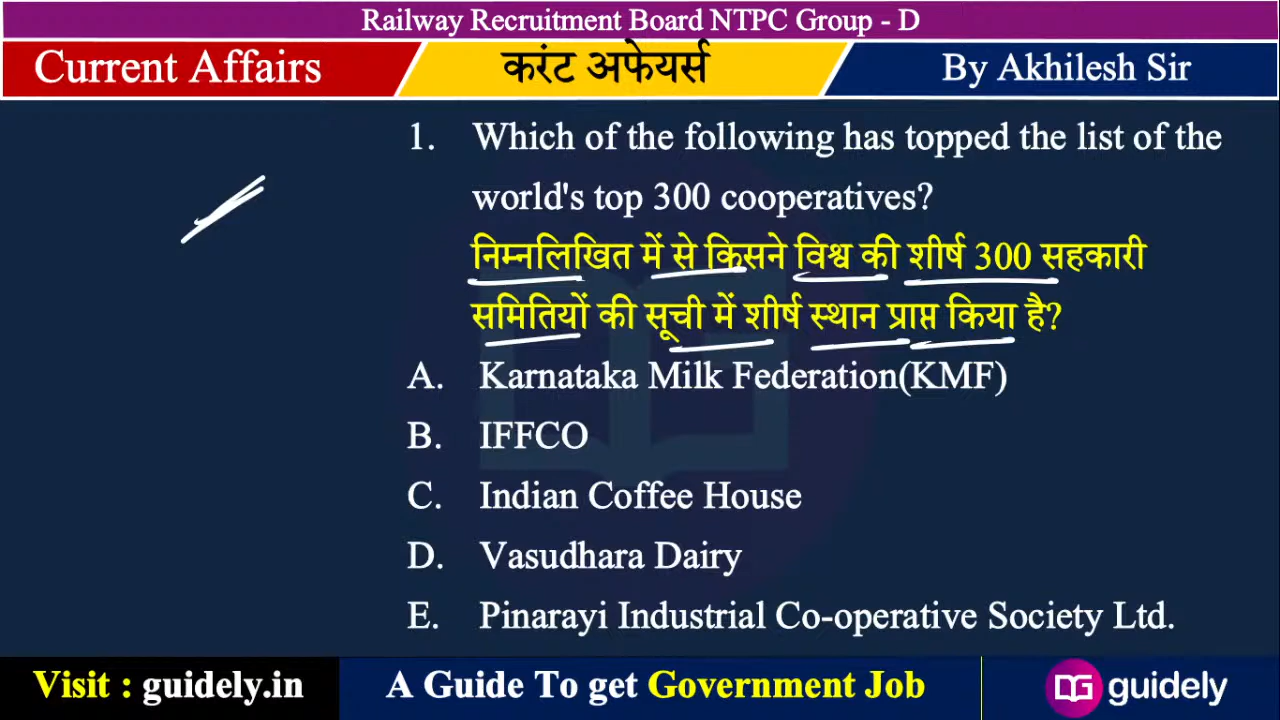 Railway Recruitment Board NTPC Group - D
Current Affairs
करंट अफेयर्स
By Akhilesh Sir
1. Which of the following has topped the list of the
world's top 300 cooperatives?
निम्नलिखित में से किसने विश्व की शीर्ष 300 सहकारी
समितियों की सूची में शीर्ष स्थान प्राप्त किया है?
A. Karnataka Milk Federation(KMF)
B. IFFCO
C. Indian Coffee House
D. Vasudhara Dairy
E. Pinarayi Industrial Co-operative Society Ltd.
Visit : guidely.in
A Guide To get Government Job
guidely